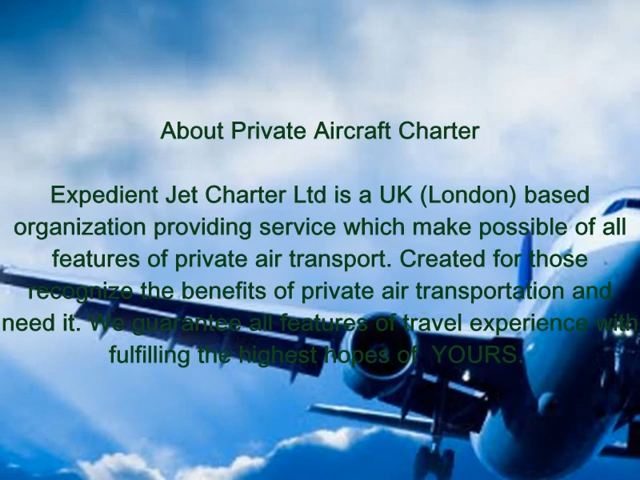 About Private Aircraft Charter
Expedient Jet Charter Ltd is a UK (London) based
organization providing service which make possible of all
features of private air transport. Created for those
recognize the benefits of private air transportation and
need it. We guarantee all features of travel experience with
fulfilling the highest hopes of  YOURS.